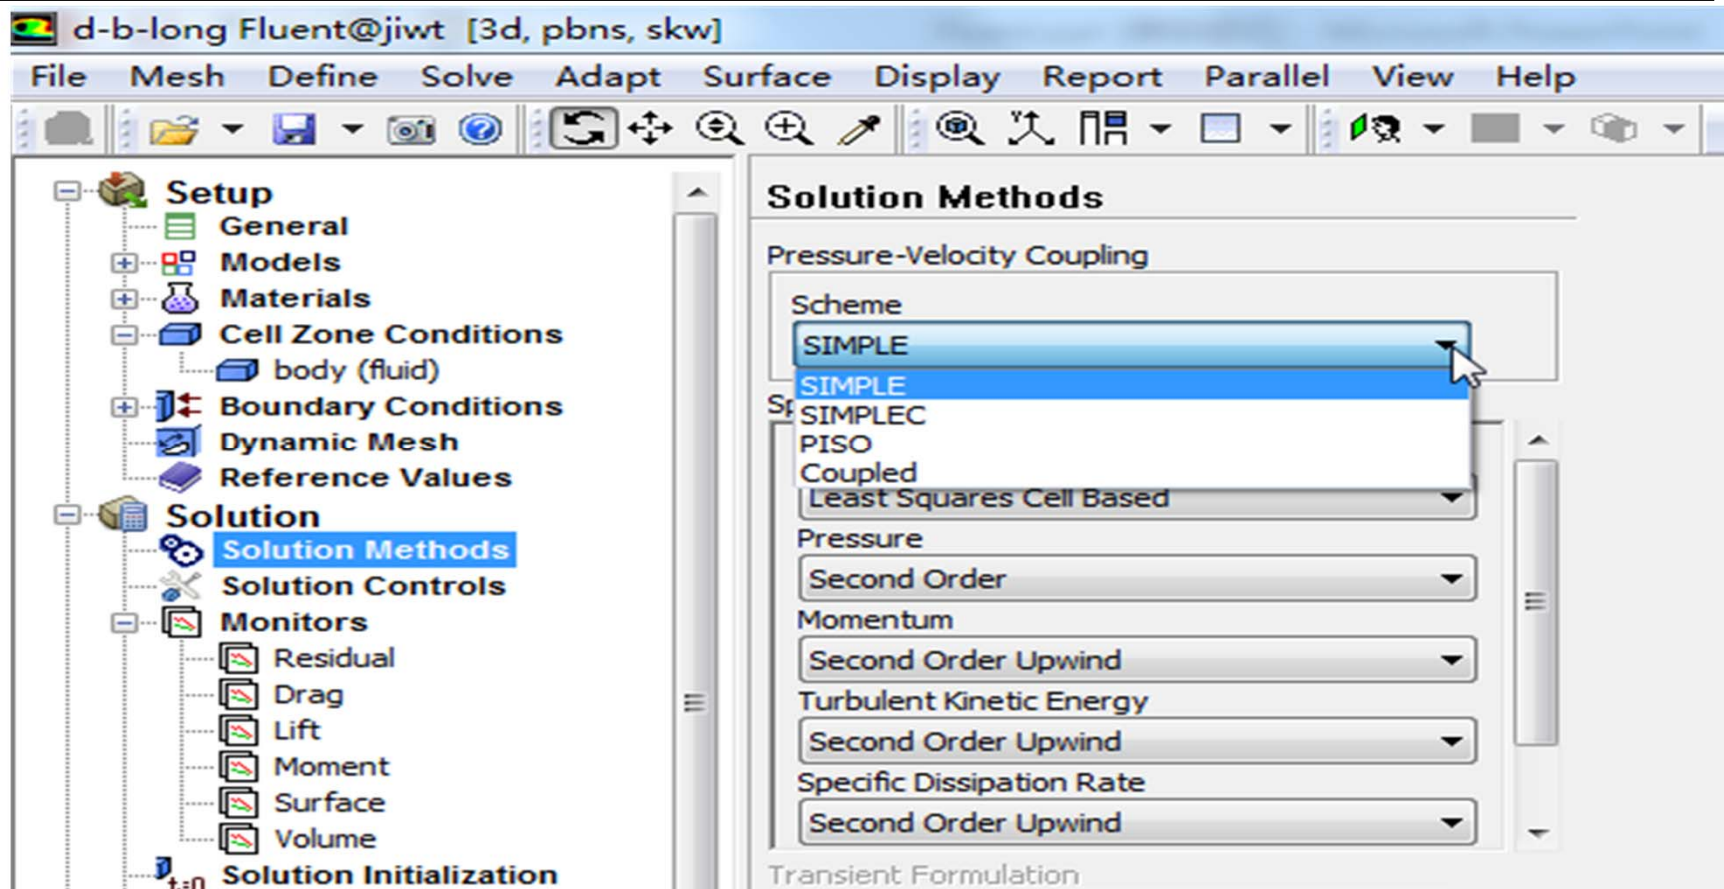 d-b-long Fluent@jiwt [3d, pbns, skw]
File Mesh Define Solve Adapt Surface Display Report Parallel View Help
Setup
General
Models
Materials
Cell Zone Conditions
body (fluid)
Boundary Conditions
Dynamic Mesh
Reference Values
Solution
Solution Methods
Solution Controls
Monitors
Residual
Drag
Lift
Moment
Surface
Volume
t=0
Solution Initialization
Solution Methods
Pressure-Velocity Coupling
Scheme
SIMPLE
SIMPLE
SIMPLEC
PISO
Coupled
Least Squares Cell Based
Pressure
Second Order
Momentum
Second Order Upwind
Turbulent Kinetic Energy
Second Order Upwind
Specific Dissipation Rate
Second Order Upwind
Transient Formulation